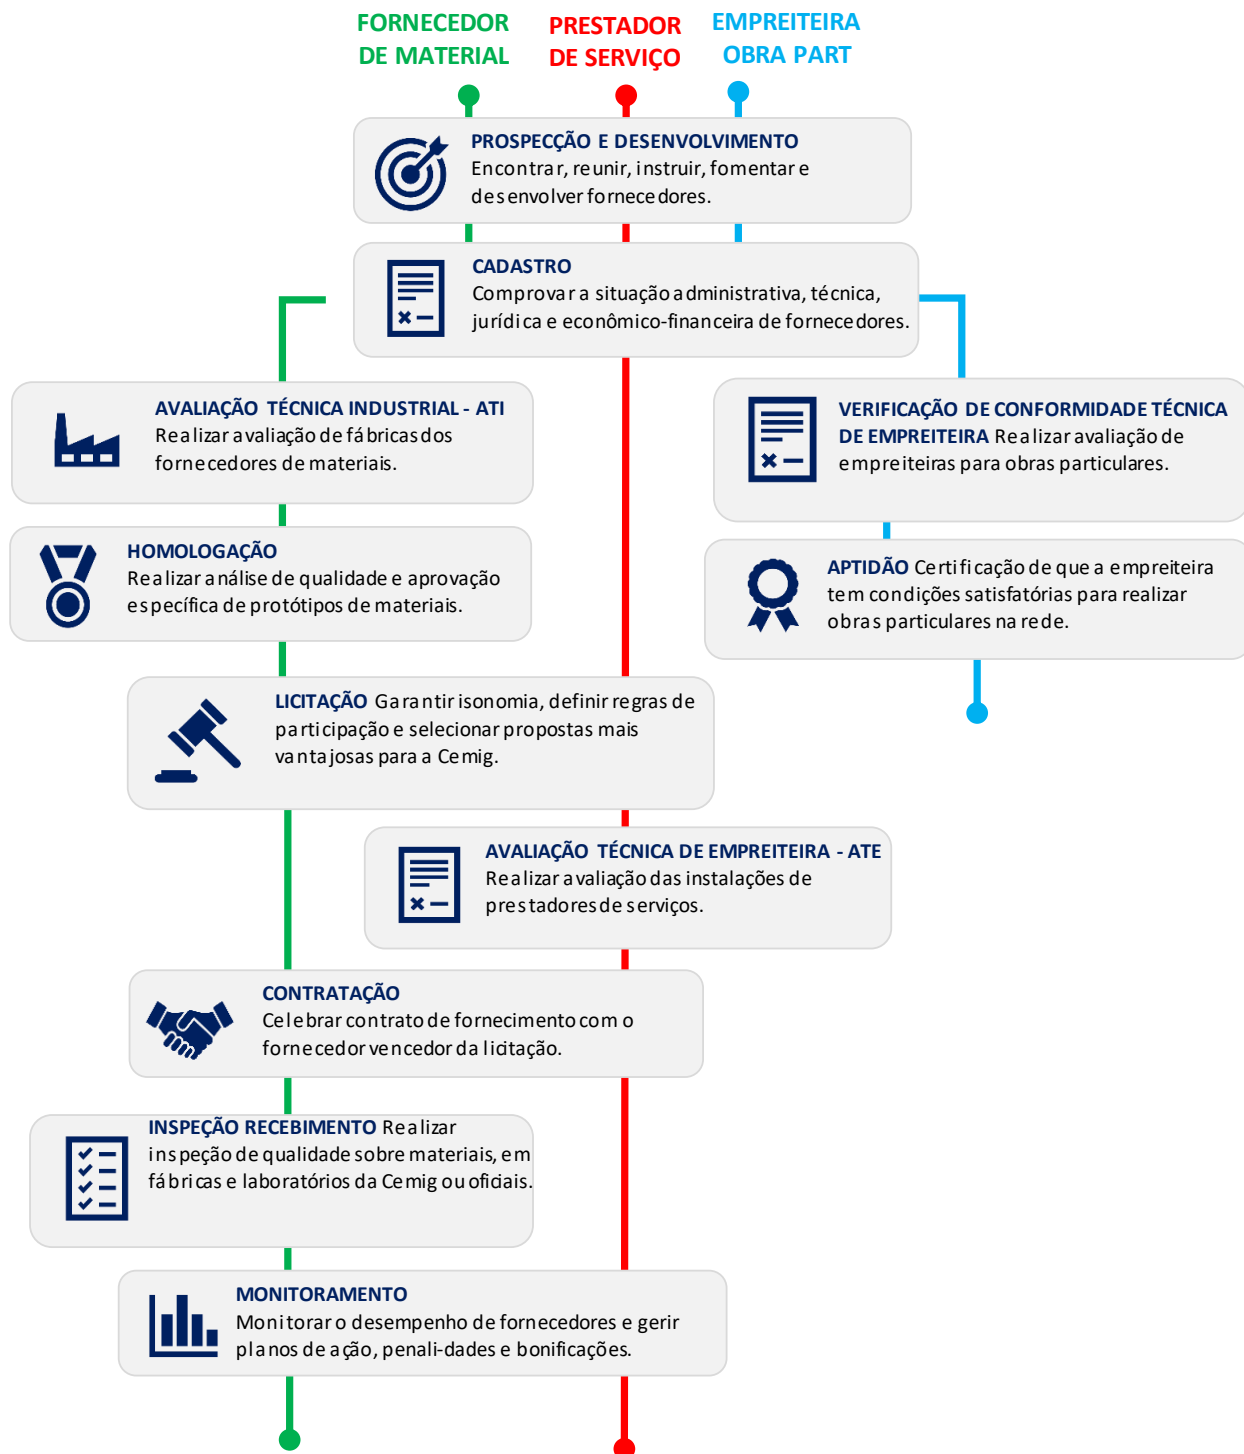 FORNECEDOR
DE MATERIAL
PRESTADOR
DE SERVIÇO
EMPREITEIRA
OBRA PART
PROSPECÇÃO E DESENVOLVIMENTO
Encontrar, reunir, instruir, fomentar e
desenvolver fornecedores.
CADASTRO
Comprovar a situação administrativa, técnica,
jurídica e econômico-financeira de fornecedores.
AVALIAÇÃO TÉCNICA INDUSTRIAL - ATI
Realizar avaliação de fábricas dos
fornecedores de materiais.
VERIFICAÇÃO DE CONFORMIDADE TÉCNICA
DE EMPREITEIRA Realizar avaliação de
empreiteiras para obras particulares.
HOMOLOGAÇÃO
Realizar análise de qualidade e aprovação
específica de protótipos de materiais.
APTIDÃO Certificação de que a empreiteira
tem condições satisfatórias para realizar
obras particulares na rede.
LICITAÇÃO Garantir isonomia, definir regras de
participação e selecionar propostas mais
vantajosas para a Cemig.
AVALIAÇÃO TÉCNICA DE EMPREITEIRA - ATE
Realizar avaliação das instalações de
prestadores de serviços.
CONTRATAÇÃO
Celebrar contrato de fornecimento com o
fornecedor vencedor da licitação.
INSPEÇÃO RECEBIMENTO Realizar
inspeção de qualidade sobre materiais, em
fábricas e laboratórios da Cemig ou oficiais.
MONITORAMENTO
Monitorar o desempenho de fornecedores e gerir
planos de ação, penali-dades e bonificações.